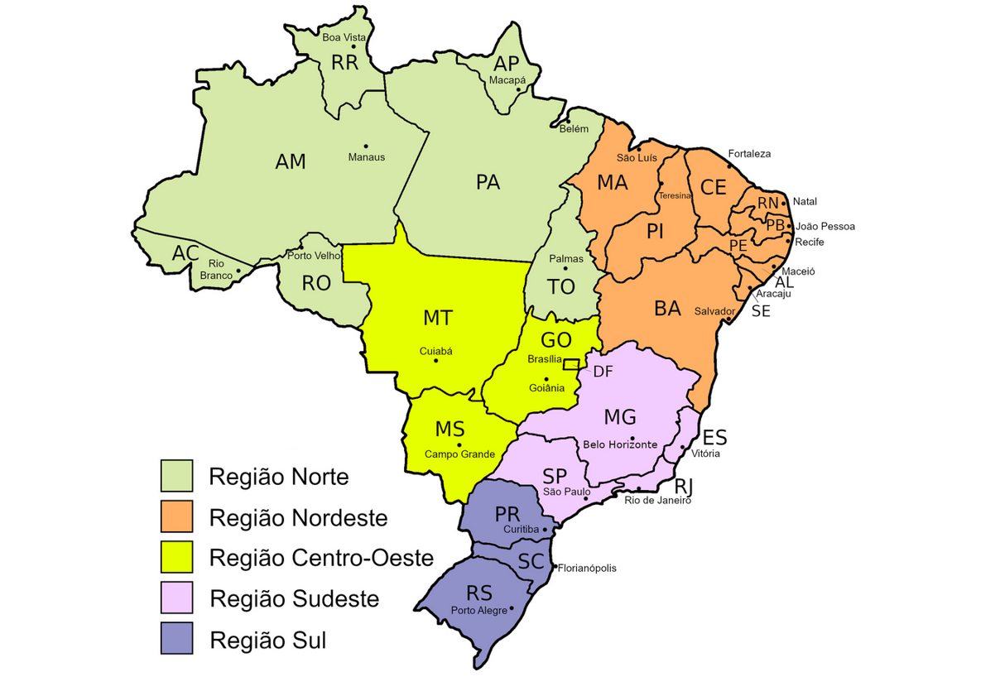 Boa Vista
RR
AP
Macapá
Belém
AM
Manaus
PA
São Luís
MA
Teresina
CE
Fortaleza
RN
Natal
PB
João Pessoa
PI
PE
Recife
AC
Rio
Branco
Porto Velho
RO
Palmas
TO
Maceió
AL
Aracaju
SE
BA
Salvador
MT
Cuiabá
GO
Brasília
DF
Goiânia
MG
Belo Horizonte
ES
Vitória
MS
Campo Grande
SP
São Paulo
RJ
Rio de Janeiro
PR
Curitiba
SC
Florianópolis
RS
Porto Alegre
Região Norte
Região Nordeste
Região Centro-Oeste
Região Sudeste
Região Sul